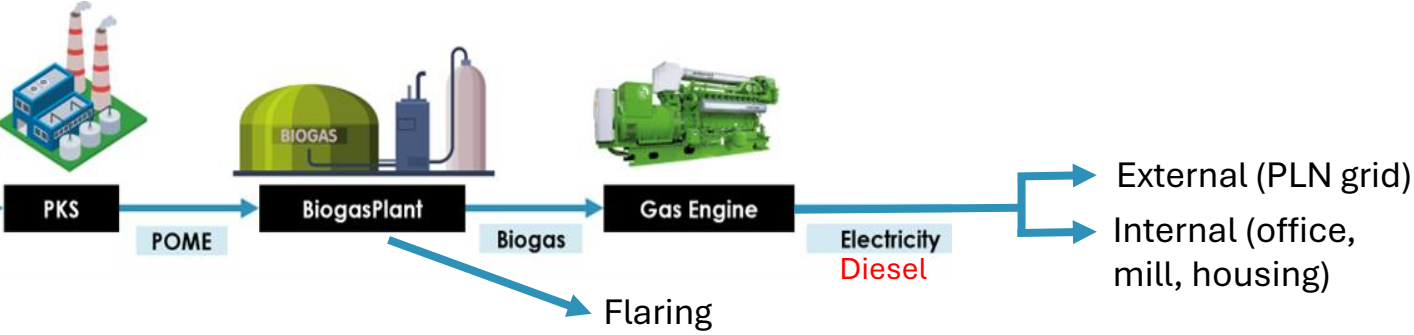 BIOGAS
PKS
BiogasPlant
Gas Engine
External (PLN grid)
POME
Biogas
Electricity
Diesel
Internal (office,
mill, housing)
Flaring